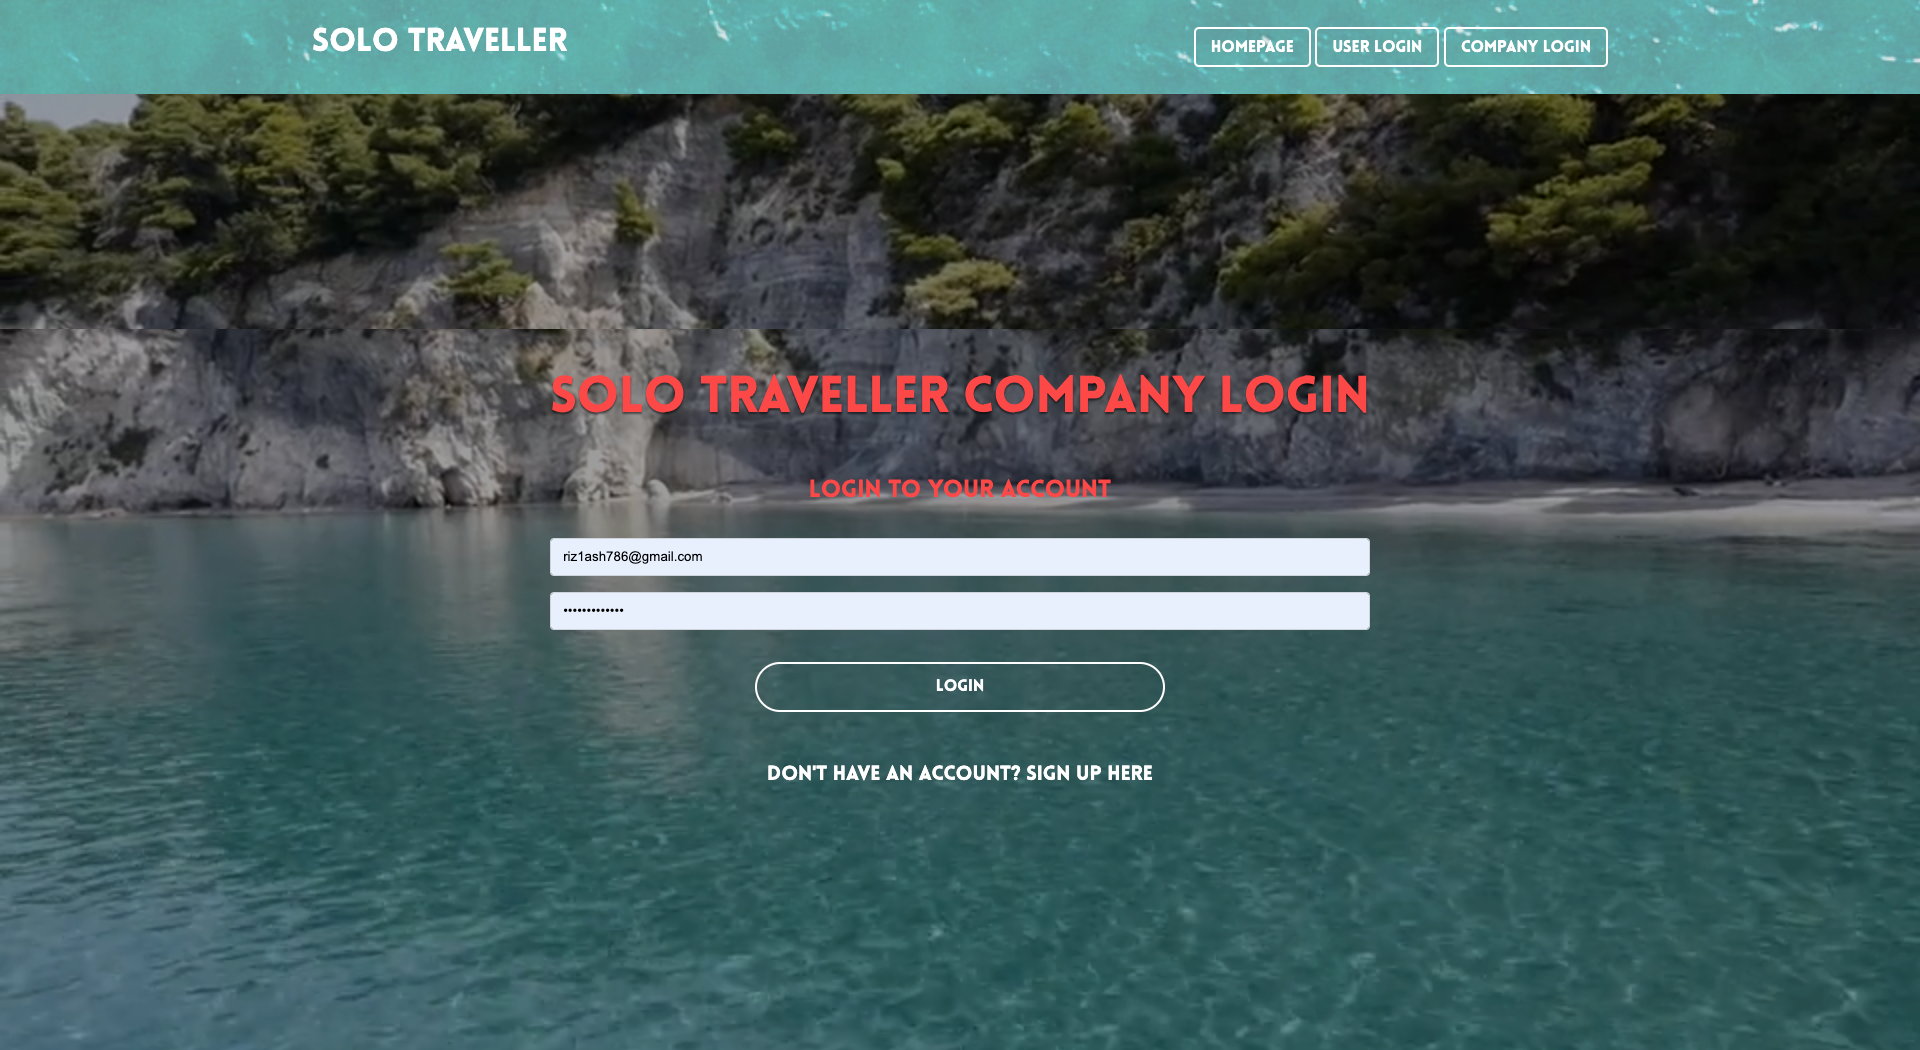 SOLO TRAVELLER
HOMEPAGE
USER LOGIN
COMPANY LOGIN
SOLO TRAVELLER COMPANY LOGIN
LOGIN TO YOUR ACCOUNT
riz1ash786@gmail.com
•••••••••••••
LOGIN
DON'T HAVE AN ACCOUNT? SIGN UP HERE